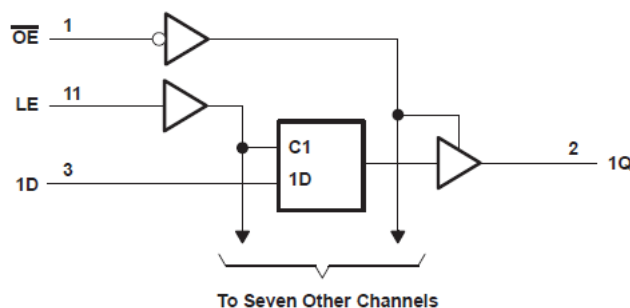 OE 1
LE 11
C1
1D 3 1D
2 1Q
To Seven Other Channels